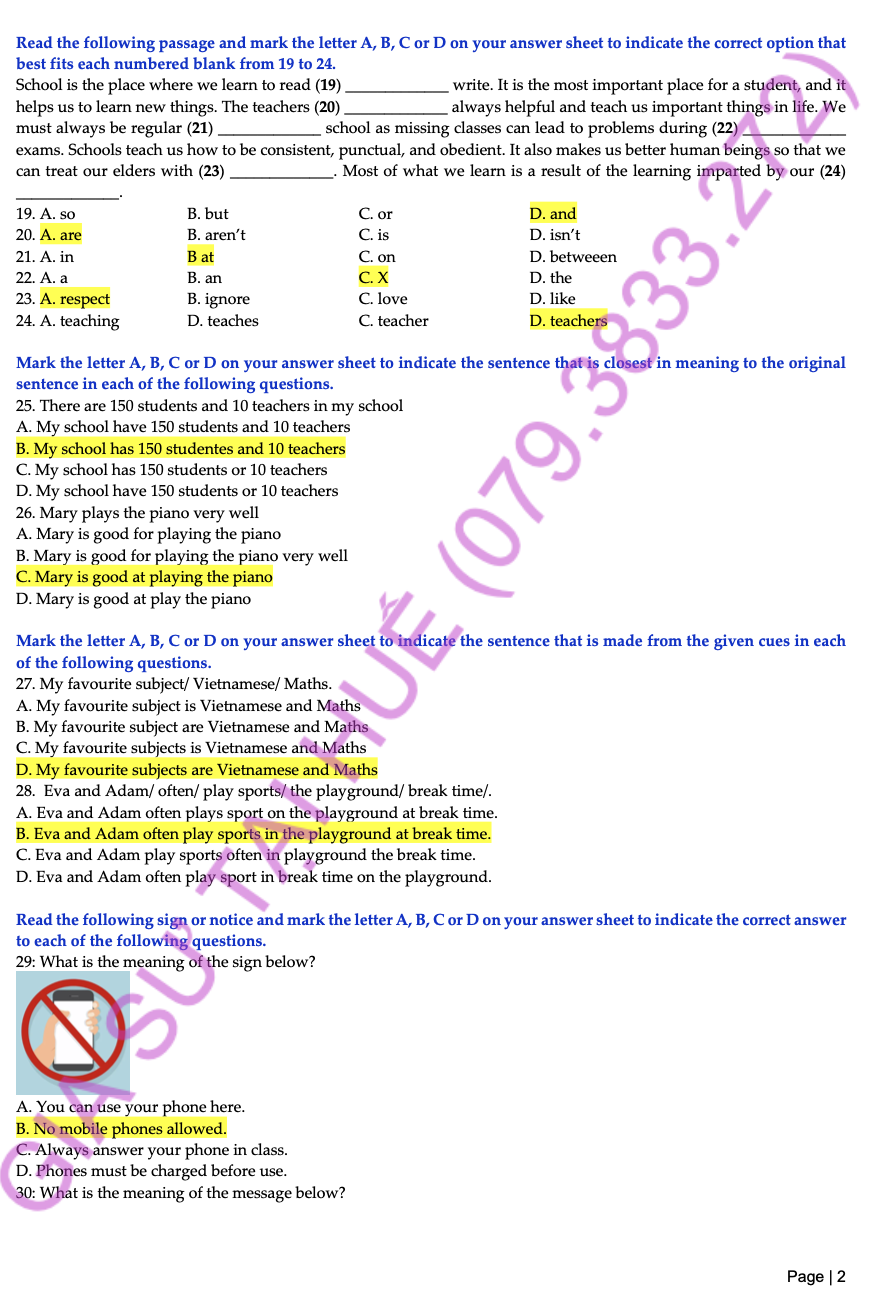 Read the following passage and mark the letter A, B, C or D on your answer sheet to indicate the correct option that
best fits each numbered blank from 19 to 24.
School is the place where we learn to read (19) _____________ write. It is the most important place for a student, and it
helps us to learn new things. The teachers (20) _____________ always helpful and teach us important things in life. We
must always be regular (21) _____________ school as missing classes can lead to problems during (22) _____________
exams. Schools teach us how to be consistent, punctual, and obedient. It also makes us better human beings so that we
can treat our elders with (23) _____________. Most of what we learn is a result of the learning imparted by our (24)
_____________.
19. A. so B. but C. or D. and
20. A. are B. aren't C. is D. isn't
21. A. in B at C. on D. betweeen
22. A. a B. an C. X D. the
23. A. respect B. ignore C. love D. like
24. A. teaching D. teaches C. teacher D. teachers
Mark the letter A, B, C or D on your answer sheet to indicate the sentence that is closest in meaning to the original
sentence in each of the following questions.
25. There are 150 students and 10 teachers in my school
A. My school have 150 students and 10 teachers
B. My school has 150 studentes and 10 teachers
C. My school has 150 students or 10 teachers
D. My school have 150 students or 10 teachers
26. Mary plays the piano very well
A. Mary is good for playing the piano
B. Mary is good for playing the piano very well
C. Mary is good at playing the piano
D. Mary is good at play the piano
Mark the letter A, B, C or D on your answer sheet to indicate the sentence that is made from the given cues in each
of the following questions.
27. My favourite subject/ Vietnamese/ Maths.
A. My favourite subject is Vietnamese and Maths
B. My favourite subject are Vietnamese and Maths
C. My favourite subjects is Vietnamese and Maths
D. My favourite subjects are Vietnamese and Maths
28. Eva and Adam/ often/ play sports/ the playground/ break time/.
A. Eva and Adam often plays sport on the playground at break time.
B. Eva and Adam often play sports in the playground at break time.
C. Eva and Adam play sports often in playground the break time.
D. Eva and Adam often play sport in break time on the playground.
Read the following sign or notice and mark the letter A, B, C or D on your answer sheet to indicate the correct answer
to each of the following questions.
29: What is the meaning of the sign below?
A. You can use your phone here.
B. No mobile phones allowed.
C. Always answer your phone in class.
D. Phones must be charged before use.
30: What is the meaning of the message below?
Page | 2
GIA SƯ TẠI HUẾ (079.3833.272)